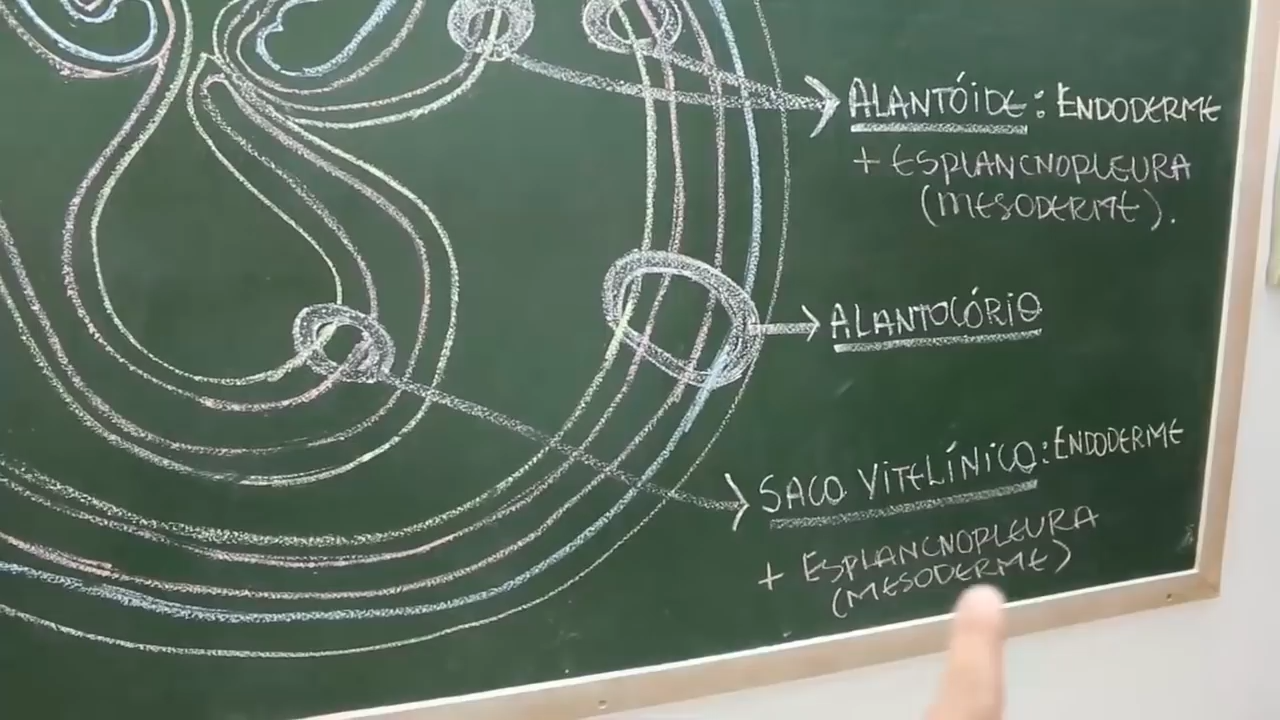 ALANTÓIDE: ENDODERME
+ ESPLANCNOPLEURA
(MESODERME).
ALANTOCÓRIO
SACO VITELÍNICO: ENDODERME
+ ESPLANCNOPLEURA
(MESODERME)